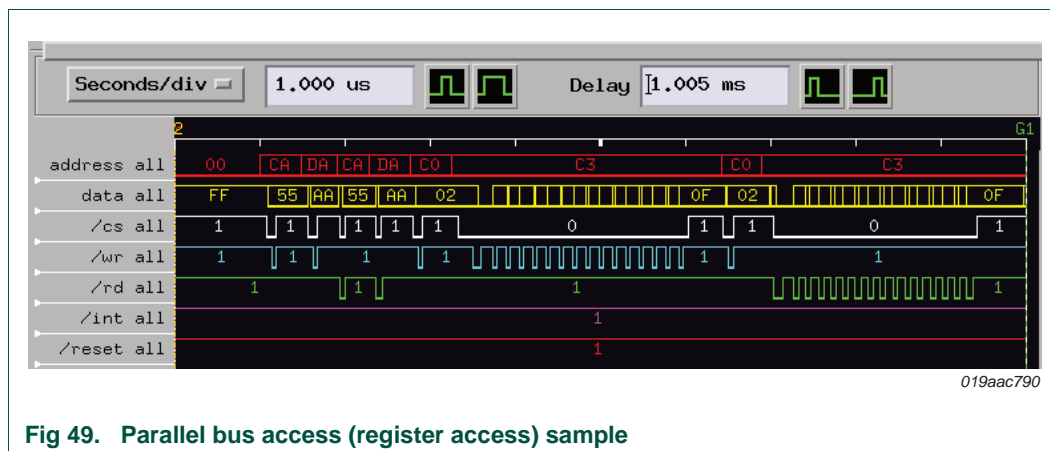 Seconds/div 1.000 us Delay 1.005 ms
2 G1
address all 00 CA DA CA DA C0 C3 C0 C3
data all FF 55 AA 55 AA 02 0F 02 0F
/cs all 1 1 1 1 1 0 1 1 0 1
/wr all 1 1 1 1 1 1
/rd all 1 1 1 1
/int all 1
/reset all 1
019aac790
Fig 49. Parallel bus access (register access) sample